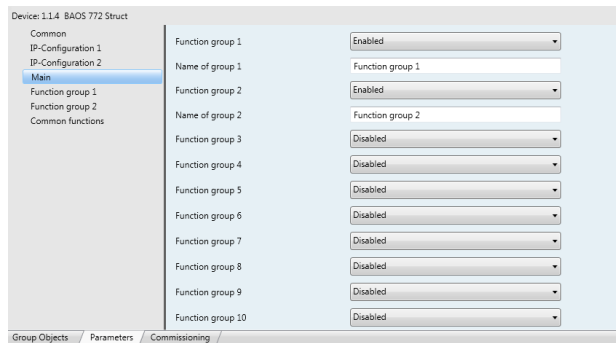 Device: 1.1.4 BAOS 772 Struct
Common
IP-Configuration 1
IP-Configuration 2
Main
Function group 1
Function group 2
Common functions
Function group 1 Enabled
Name of group 1 Function group 1
Function group 2 Enabled
Name of group 2 Function group 2
Function group 3 Disabled
Function group 4 Disabled
Function group 5 Disabled
Function group 6 Disabled
Function group 7 Disabled
Function group 8 Disabled
Function group 9 Disabled
Function group 10 Disabled
Group Objects / Parameters / Commissioning /